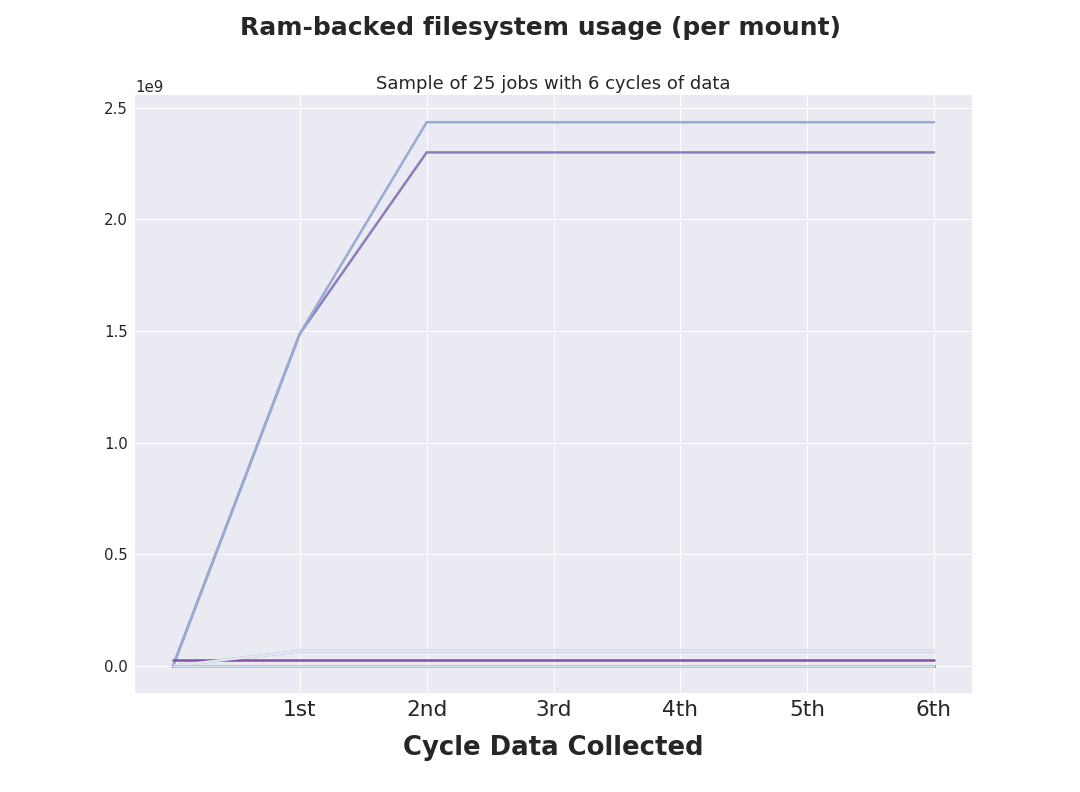 Ram-backed filesystem usage (per mount)
Sample of 25 jobs with 6 cycles of data
1e9
2.5
2.0
1.5
1.0
0.5
0.0
1st 2nd 3rd 4th 5th 6th
Cycle Data Collected